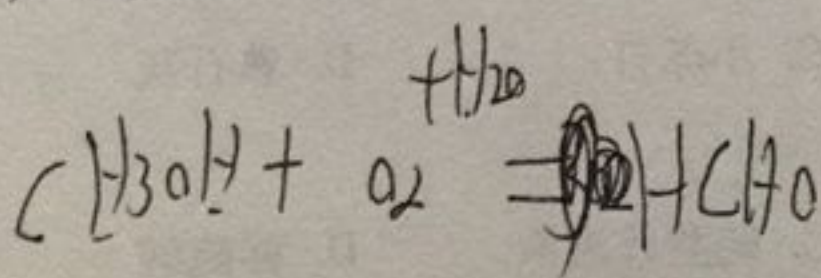 +H2O
CH3OH + O2 = HCHO